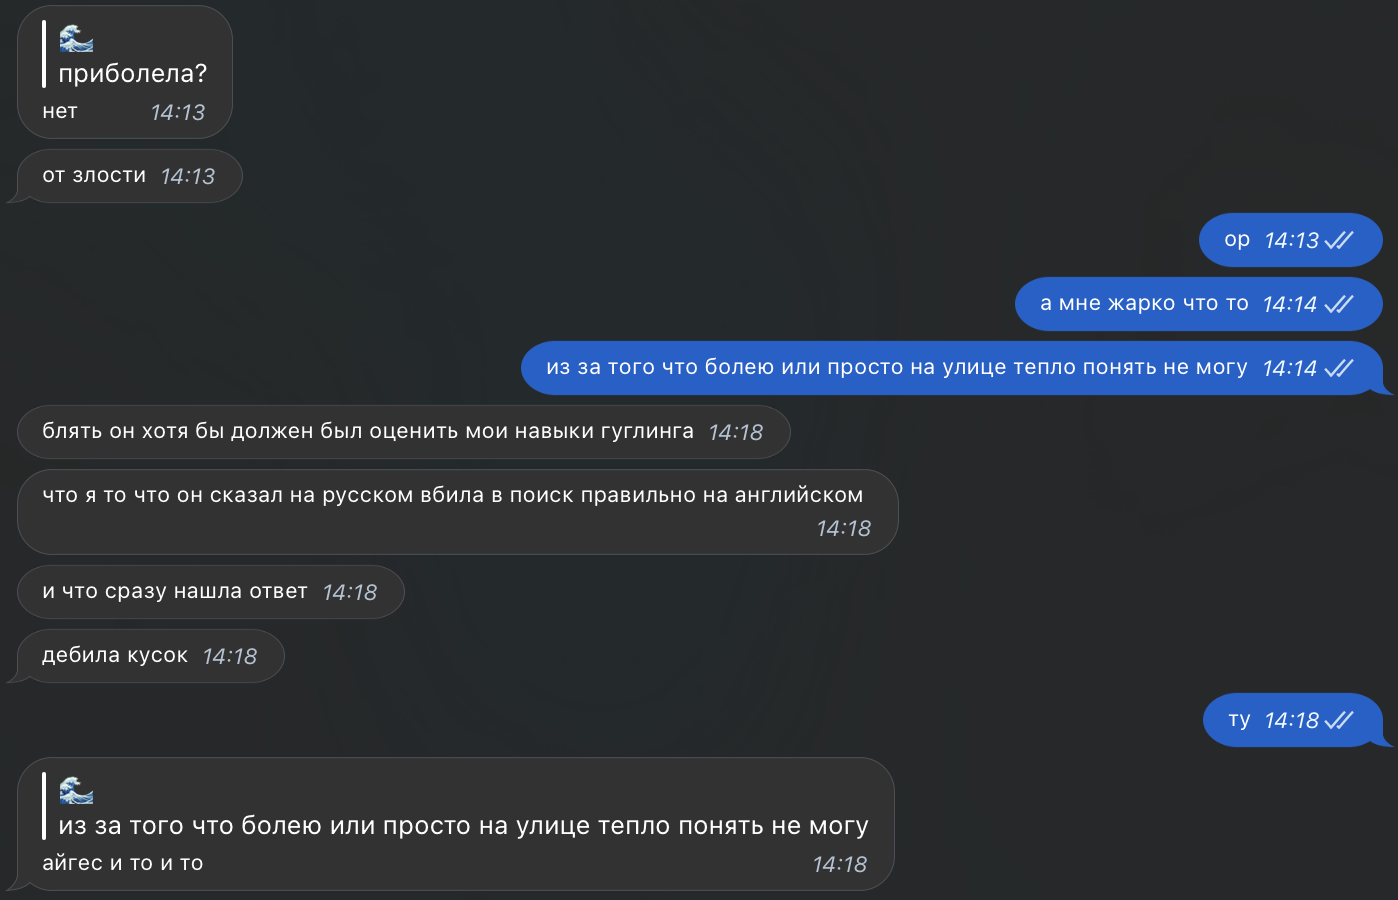 🌊
приболела?
нет 14:13
от злости 14:13
ор 14:13
а мне жарко что то 14:14
из за того что болею или просто на улице тепло понять не могу 14:14
блять он хотя бы должен был оценить мои навыки гуглинга 14:18
что я то что он сказал на русском вбила в поиск правильно на английском
14:18
и что сразу нашла ответ 14:18
дебила кусок 14:18
ту 14:18
🌊
из за того что болею или просто на улице тепло понять не могу
айгес и то и то 14:18